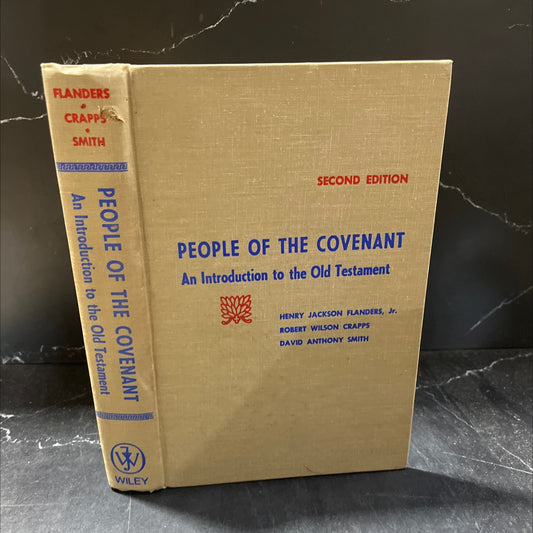 FLANDERS
•
CRAPPS
•
SMITH
PEOPLE OF THE COVENANT
An Introduction to the Old Testament
WILEY
SECOND EDITION
PEOPLE OF THE COVENANT
An Introduction to the Old Testament
HENRY JACKSON FLANDERS, Jr.
ROBERT WILSON CRAPPS
DAVID ANTHONY SMITH